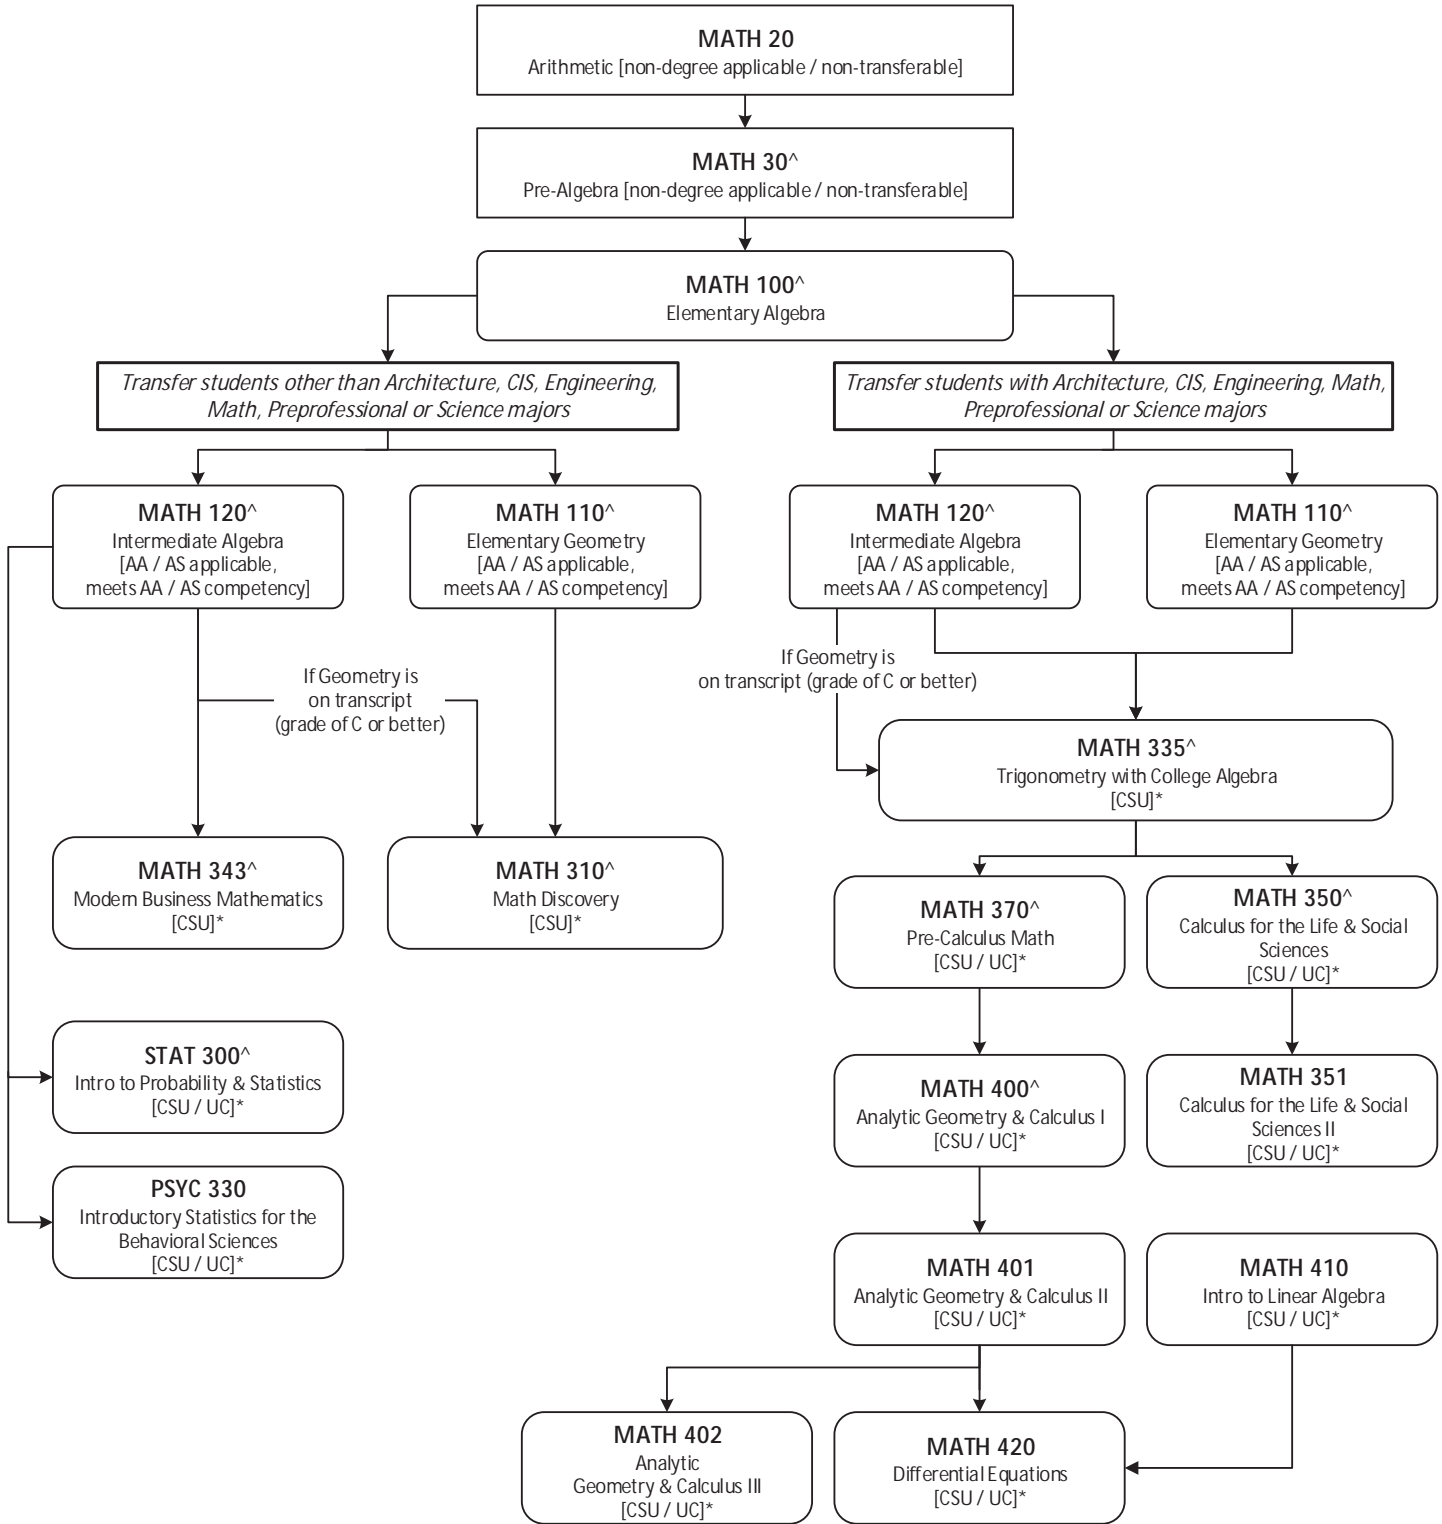 MATH 20
Arithmetic [non-degree applicable / non-transferable]
MATH 30^
Pre-Algebra [non-degree applicable / non-transferable]
MATH 100^
Elementary Algebra
Transfer students other than Architecture, CIS, Engineering,
Math, Preprofessional or Science majors
Transfer students with Architecture, CIS, Engineering, Math,
Preprofessional or Science majors
MATH 120^
Intermediate Algebra
[AA / AS applicable,
meets AA / AS competency]
MATH 110^
Elementary Geometry
[AA / AS applicable,
meets AA / AS competency]
MATH 120^
Intermediate Algebra
[AA / AS applicable,
meets AA / AS competency]
MATH 110^
Elementary Geometry
[AA / AS applicable,
meets AA / AS competency]
If Geometry is
on transcript
(grade of C or better)
If Geometry is
on transcript (grade of C or better)
MATH 335^
Trigonometry with College Algebra
[CSU]*
MATH 343^
Modern Business Mathematics
[CSU]*
MATH 310^
Math Discovery
[CSU]*
MATH 370^
Pre-Calculus Math
[CSU / UC]*
MATH 350^
Calculus for the Life & Social
Sciences
[CSU / UC]*
STAT 300^
Intro to Probability & Statistics
[CSU / UC]*
MATH 400^
Analytic Geometry & Calculus I
[CSU / UC]*
MATH 351
Calculus for the Life & Social
Sciences II
[CSU / UC]*
PSYC 330
Introductory Statistics for the
Behavioral Sciences
[CSU / UC]*
MATH 401
Analytic Geometry & Calculus II
[CSU / UC]*
MATH 410
Intro to Linear Algebra
[CSU / UC]*
MATH 402
Analytic
Geometry & Calculus III
[CSU / UC]*
MATH 420
Differential Equations
[CSU / UC]*